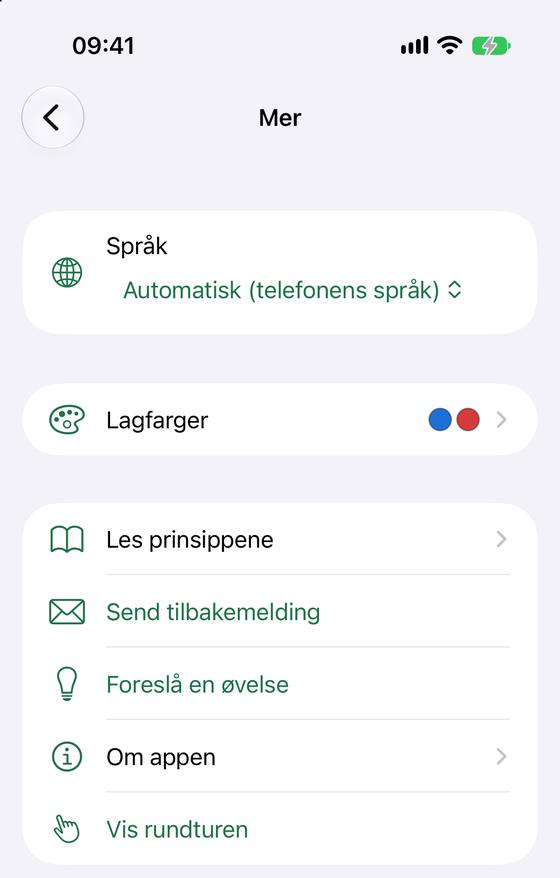 09:41
Mer
Språk
Automatisk (telefonens språk)
Lagfarger
Les prinsippene
Send tilbakemelding
Foreslå en øvelse
Om appen
Vis rundturen